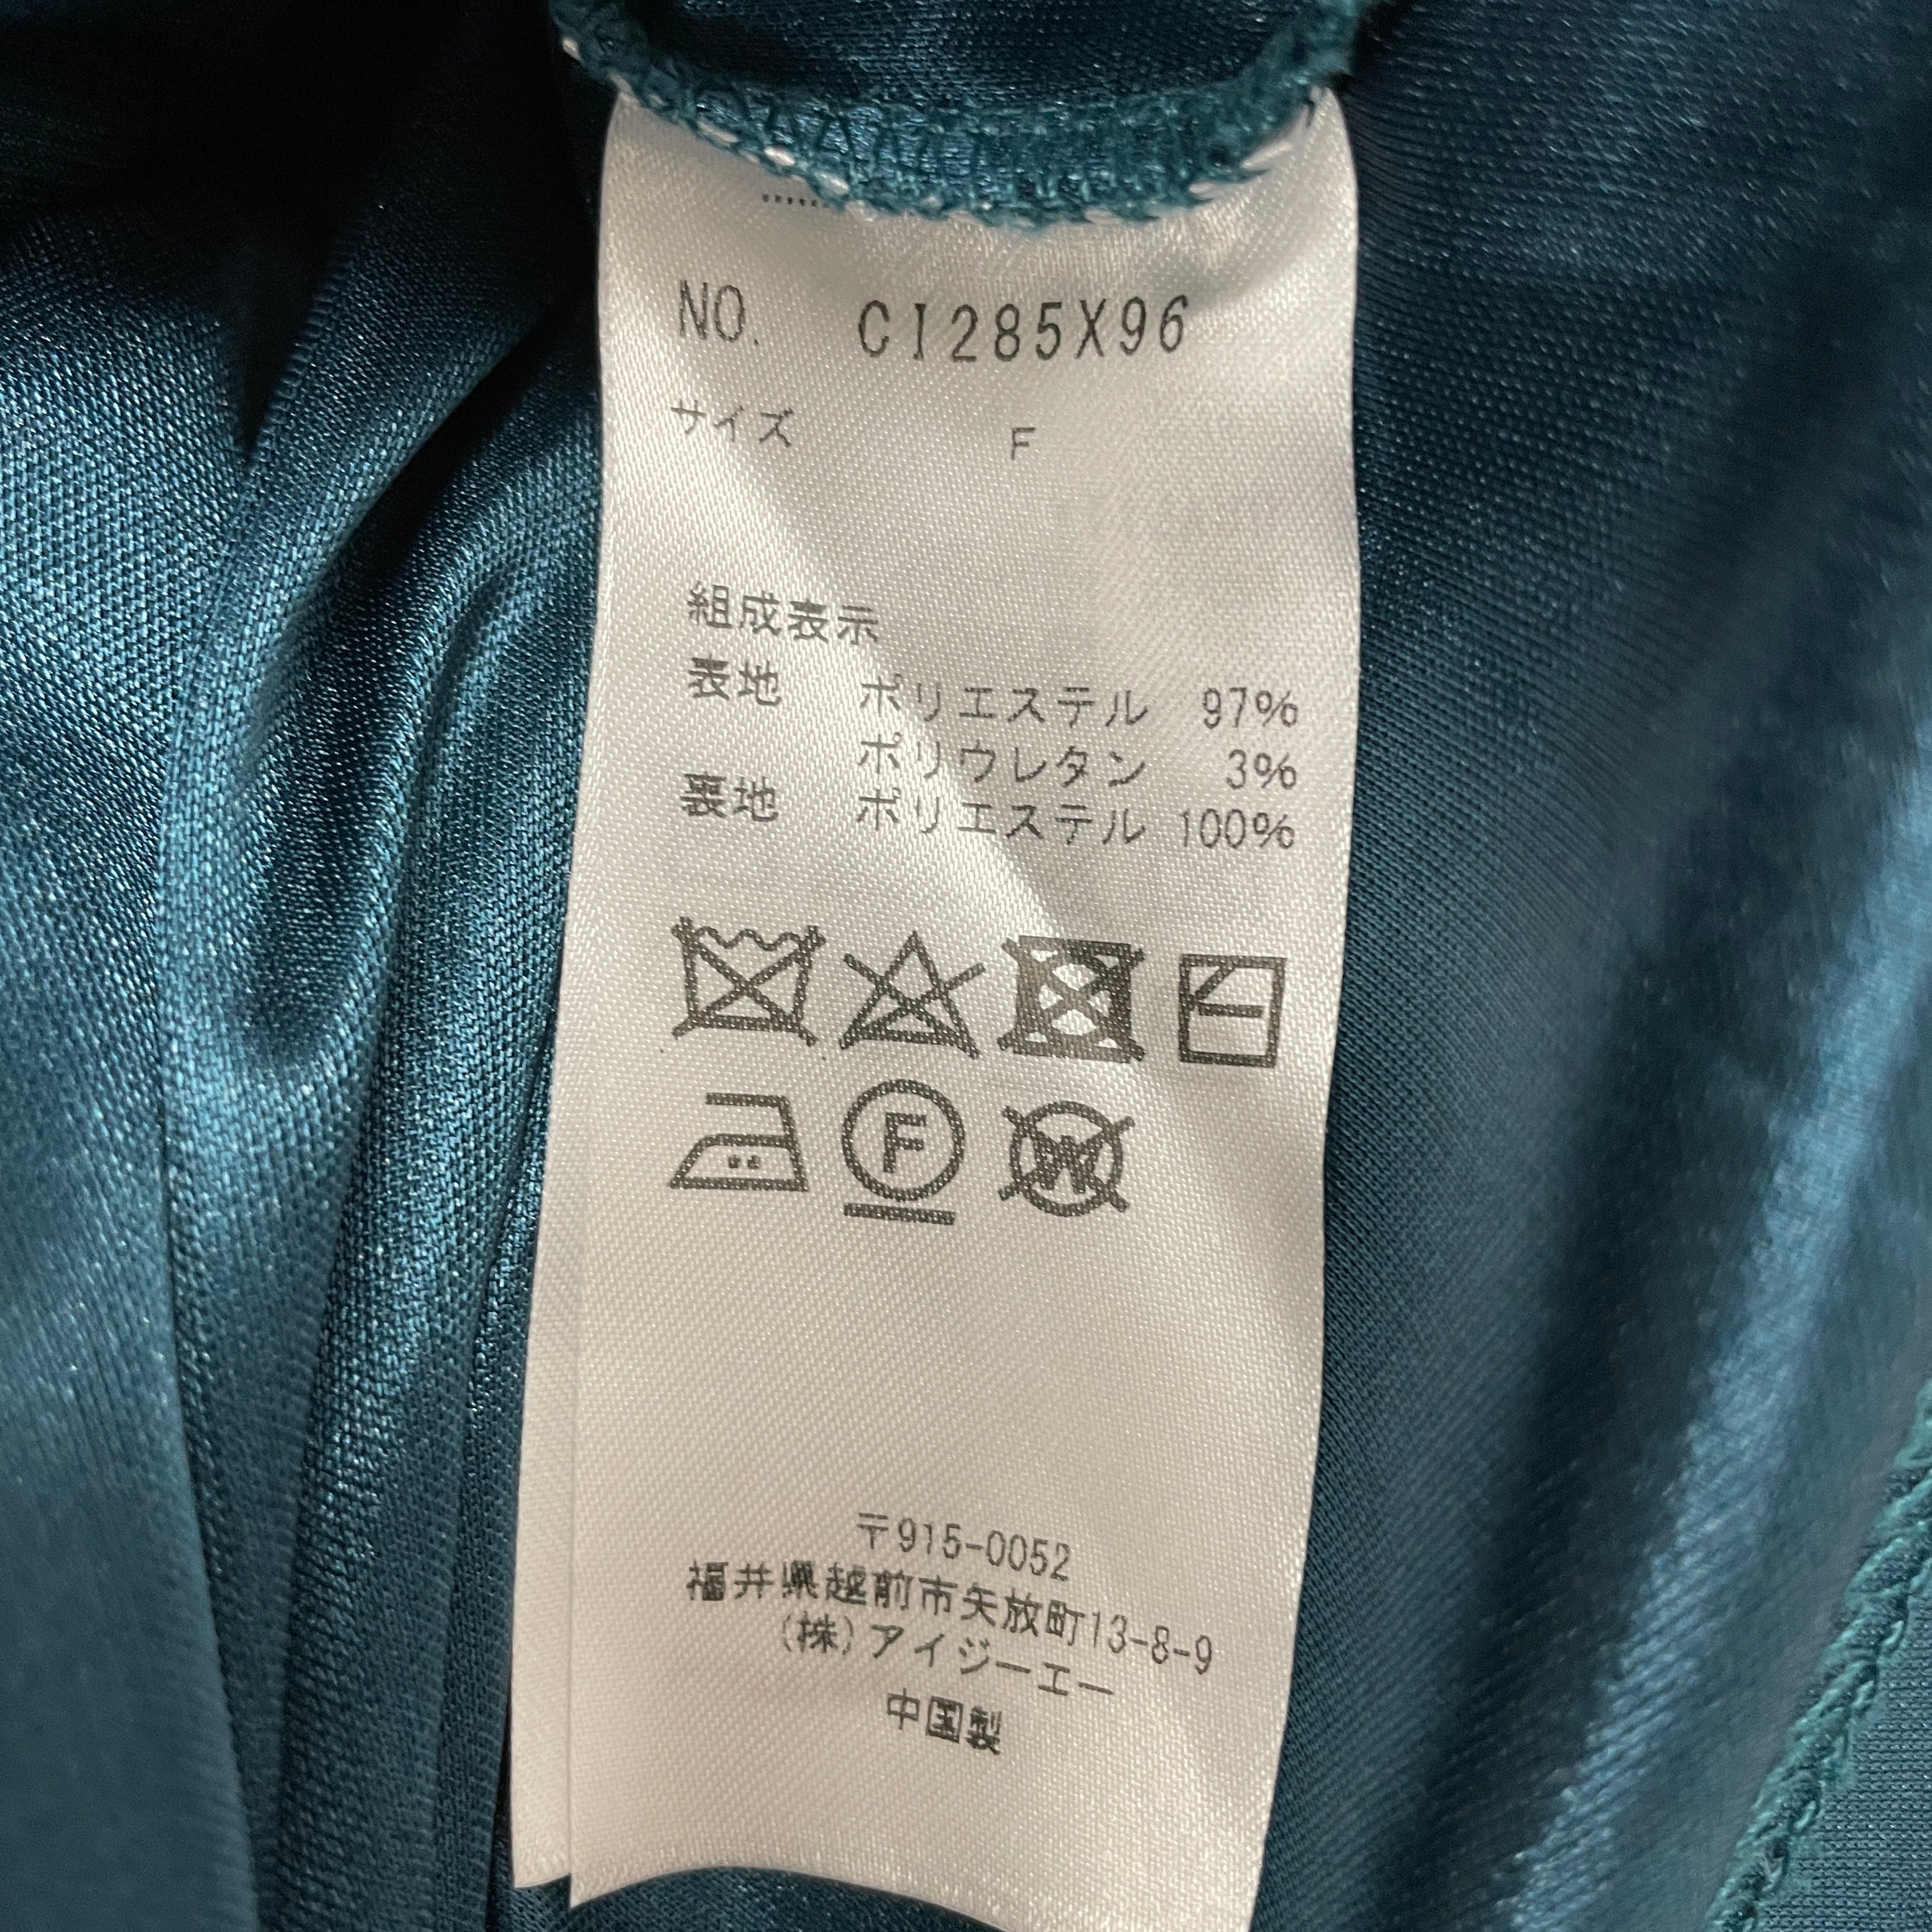 NO. CI285X96
サイズ F
組成表示
表地 ポリエステル 97%
ポリウレタン 3%
裏地 ポリエステル 100%
F
W
〒915-0052
福井県越前市矢放町13-8-9
(株)アイジーエー
中国製